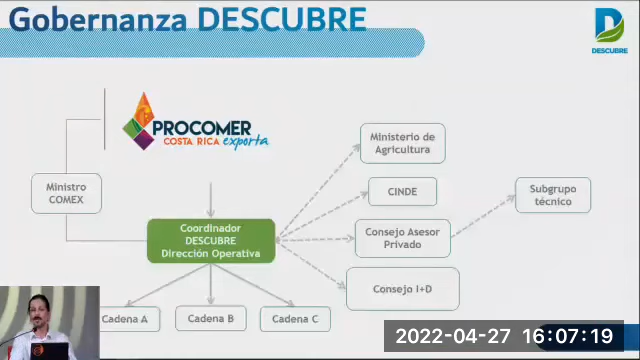 Gobernanza DESCUBRE
DESCUBRE
PROCOMER
COSTA RICA exporta
Ministerio de
Agricultura
Ministro
COMEX
CINDE
Subgrupo
técnico
Coordinador
DESCUBRE
Dirección Operativa
Consejo Asesor
Privado
Consejo I+D
Cadena A
Cadena B
Cadena C
2022-04-27 16:07:19